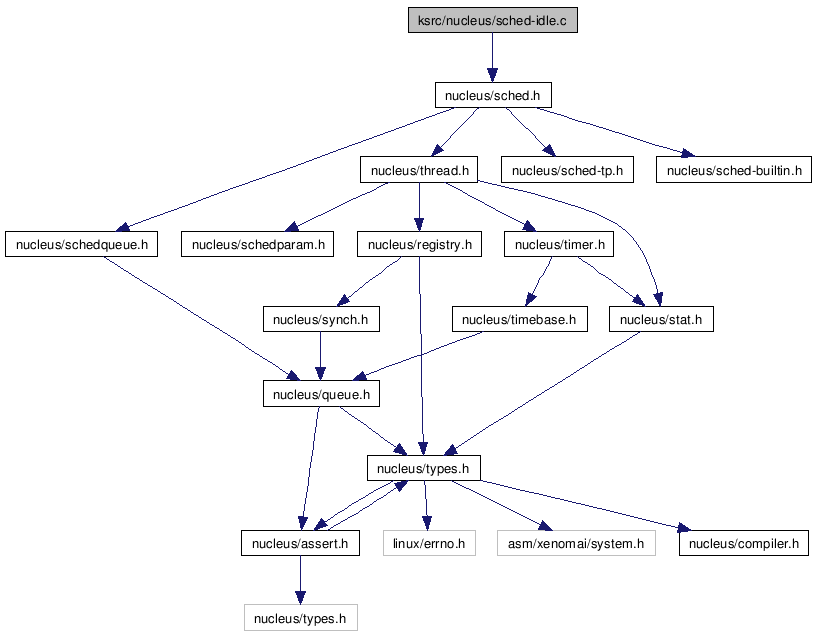 ksrc/nucleus/sched-idle.c
nucleus/sched.h
nucleus/thread.h
nucleus/sched-tp.h
nucleus/sched-builtin.h
nucleus/schedqueue.h
nucleus/schedparam.h
nucleus/registry.h
nucleus/timer.h
nucleus/synch.h
nucleus/timebase.h
nucleus/stat.h
nucleus/queue.h
nucleus/types.h
nucleus/assert.h
linux/errno.h
asm/xenomai/system.h
nucleus/compiler.h
nucleus/types.h